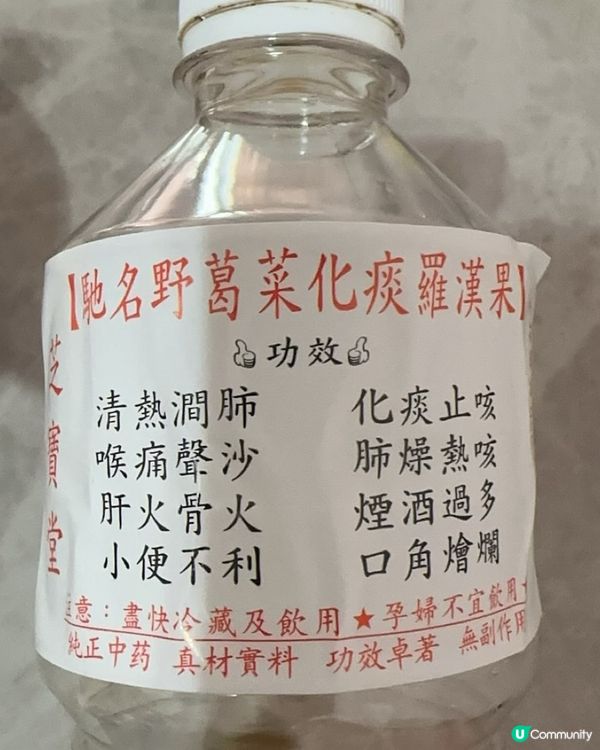 【馳名野葛菜化痰羅漢果】
芝寶堂
功效
清熱澗肺 化痰止咳
喉痛聲沙 肺燥熱咳
肝火骨火 煙酒過多
小便不利 口角燴爛
意：盡快冷藏及飲用★孕婦不宜飲用★
純正中药 真材實料 功效卓著 無副作用
U Community